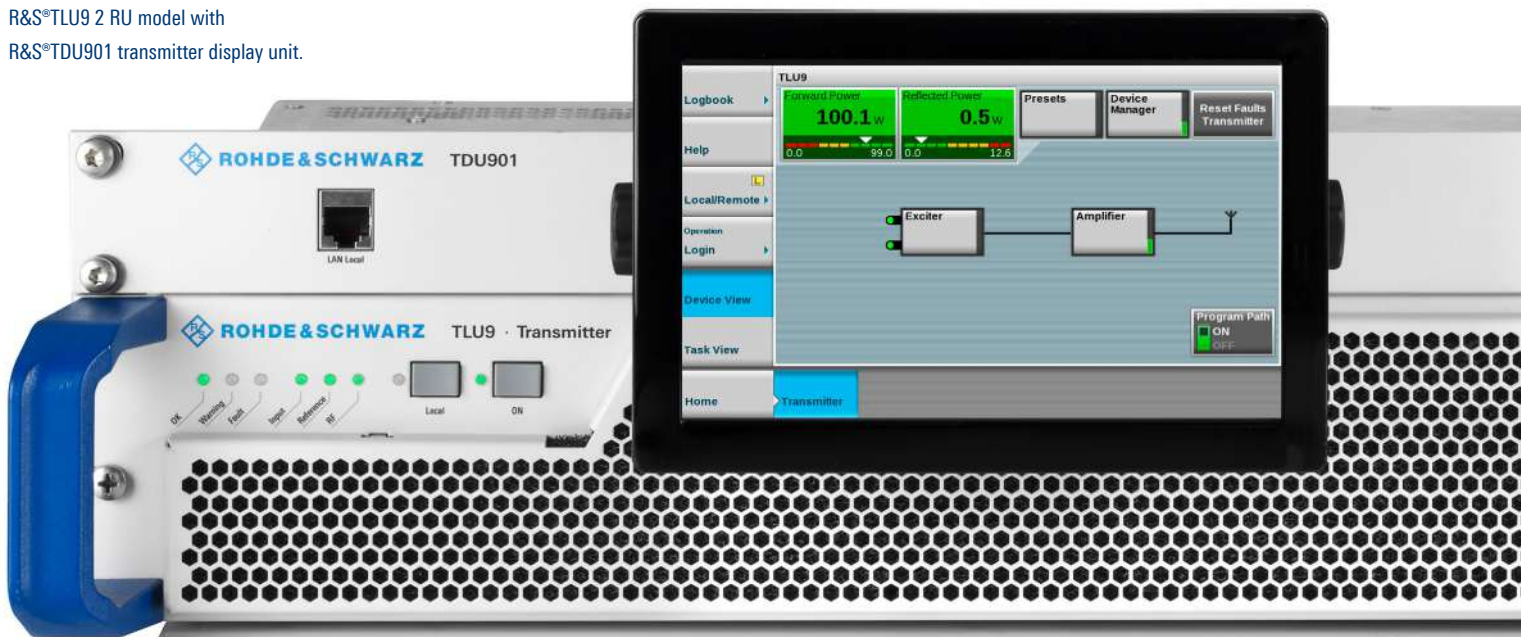 R&S®TLU9 2 RU model with
R&S®TDU901 transmitter display unit.
R&S ROHDE&SCHWARZ TDU901
LAN Local
R&S ROHDE&SCHWARZ TLU9 · Transmitter
OK Warning Fault Input Reference RF Local ON
TLU9
Logbook
Help
L
Local/Remote
Operation
Login
Device View
Task View
Home
Transmitter
Forward Power
100.1 W
0.0 99.0
Reflected Power
0.5 W
0.0 12.6
Presets
Device
Manager
Reset Faults
Transmitter
Exciter
Amplifier
Program Path
ON
OFF